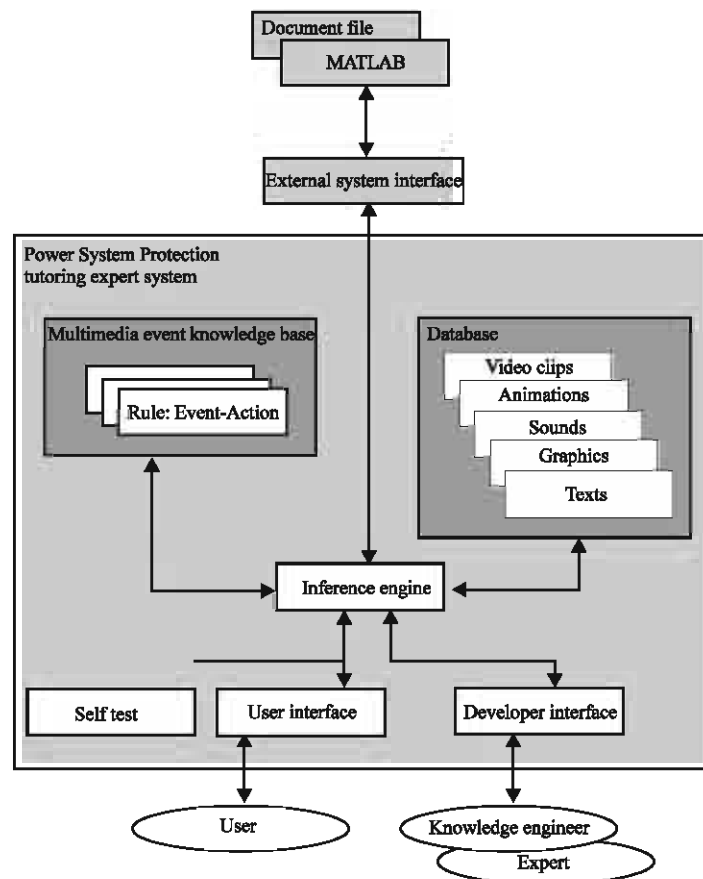 Document file
MATLAB
External system interface
Power System Protection
tutoring expert system
Multimedia event knowledge base
Rule: Event-Action
Database
Video clips
Animations
Sounds
Graphics
Texts
Inference engine
Self test
User interface
Developer interface
User
Knowledge engineer
Expert